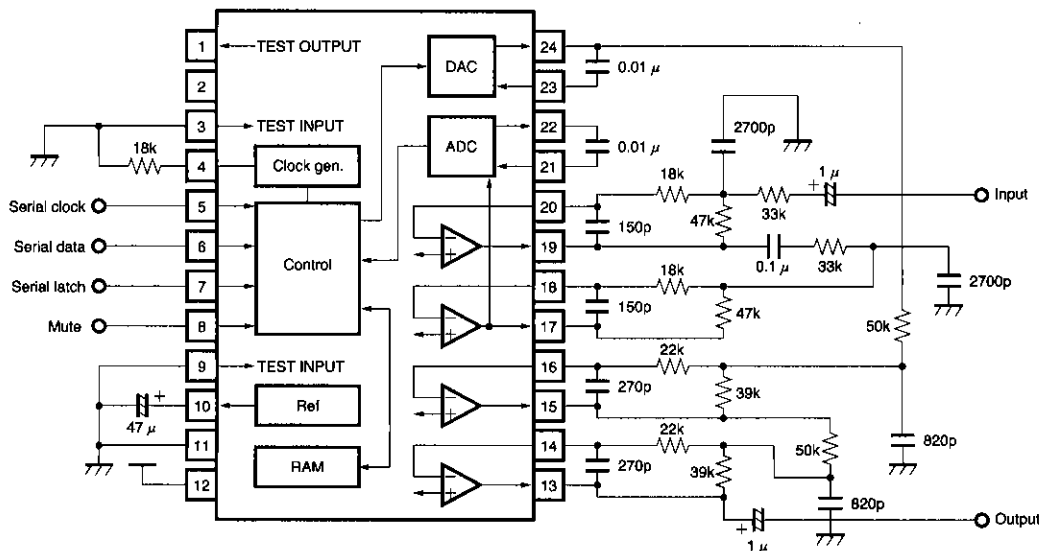 1
TEST OUTPUT
2
3
TEST INPUT
18k
4
Clock gen.
Serial clock
5
Serial data
6
Control
Serial latch
7
Mute
8
9
TEST INPUT
+
10
Ref
47 μ
11
RAM
12
DAC
ADC
−
+
−
+
−
+
−
+
24
0.01 μ
23
22
0.01 μ
21
20
150p
19
18
150p
17
16
270p
15
14
270p
13
2700p
18k
47k
33k
+
1 μ
Input
0.1 μ
33k
2700p
18k
47k
50k
22k
39k
820p
22k
39k
50k
820p
+
1 μ
Output